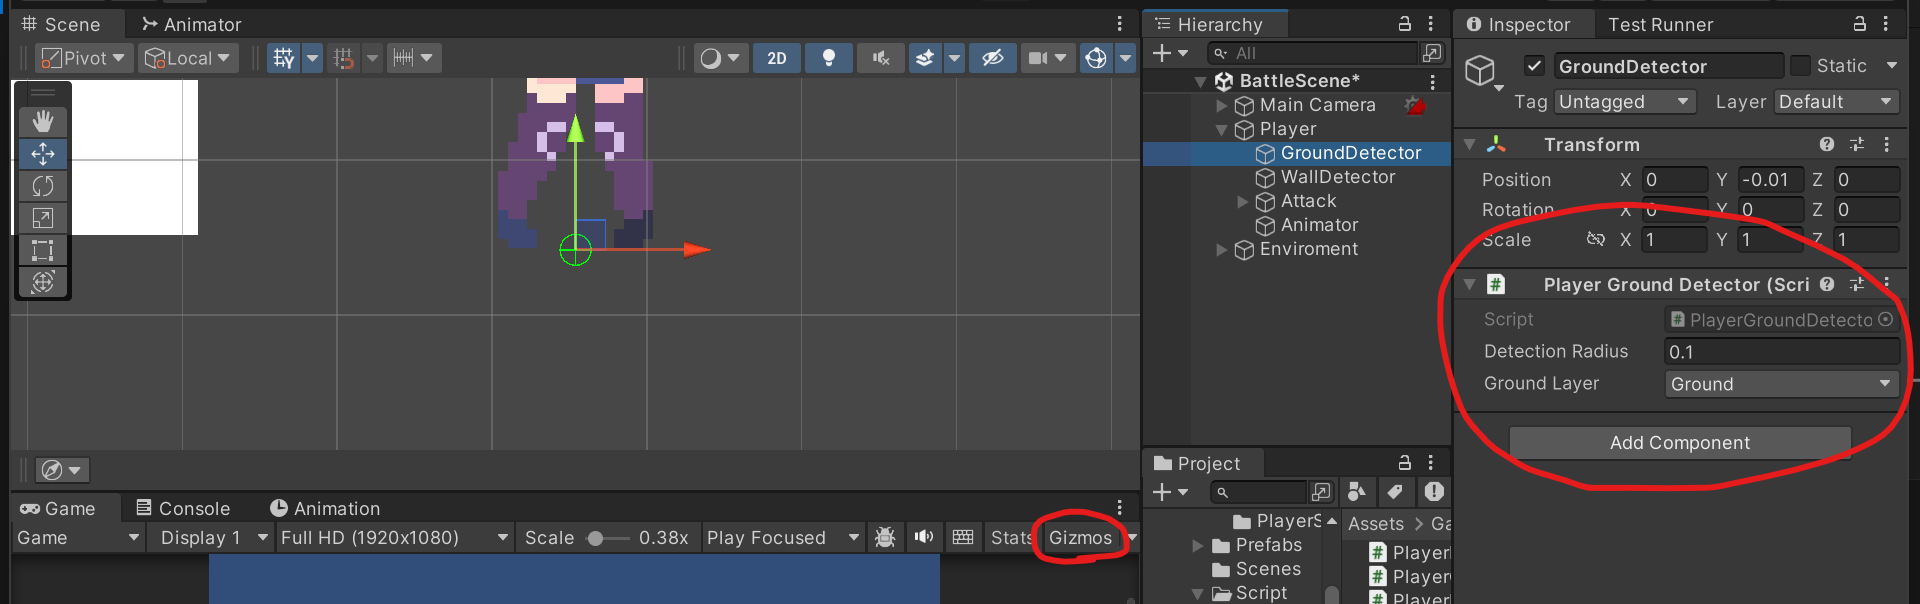 Scene
Animator
Pivot
Local
2D
Game
Console
Animation
Game
Display 1
Full HD (1920x1080)
Scale
0.38x
Play Focused
Stats
Gizmos
Hierarchy
All
BattleScene*
Main Camera
Player
GroundDetector
WallDetector
Attack
Animator
Enviroment
Project
PlayerS
Prefabs
Scenes
Script
Assets > Ga
Player
Player
Player
Inspector
Test Runner
GroundDetector
Static
Tag Untagged
Layer Default
Transform
Position X 0 Y -0.01 Z 0
Rotation X 0 Y 0 Z 0
Scale X 1 Y 1 Z 1
Player Ground Detector (Scri
Script
PlayerGroundDetecto
Detection Radius 0.1
Ground Layer Ground
Add Component